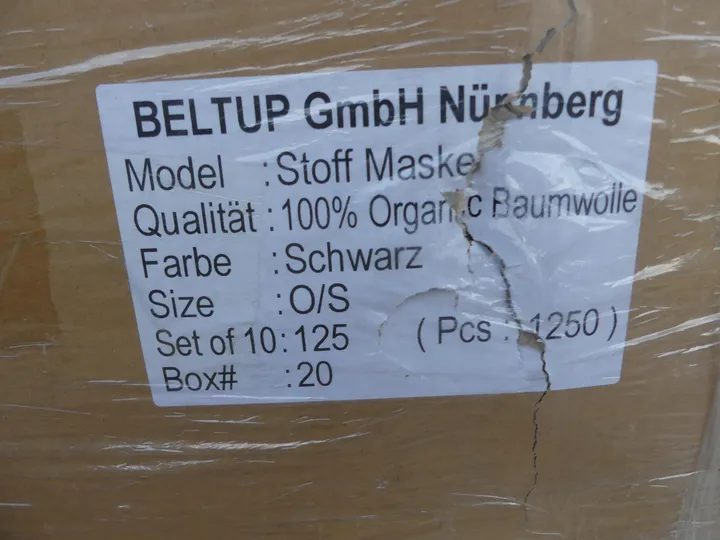 BELTUP GmbH Nürnberg
Model : Stoff Maske
Qualität : 100% Organic Baumwolle
Farbe : Schwarz
Size : O/S
Set of 10: 125 ( Pcs : 1250 )
Box# : 20